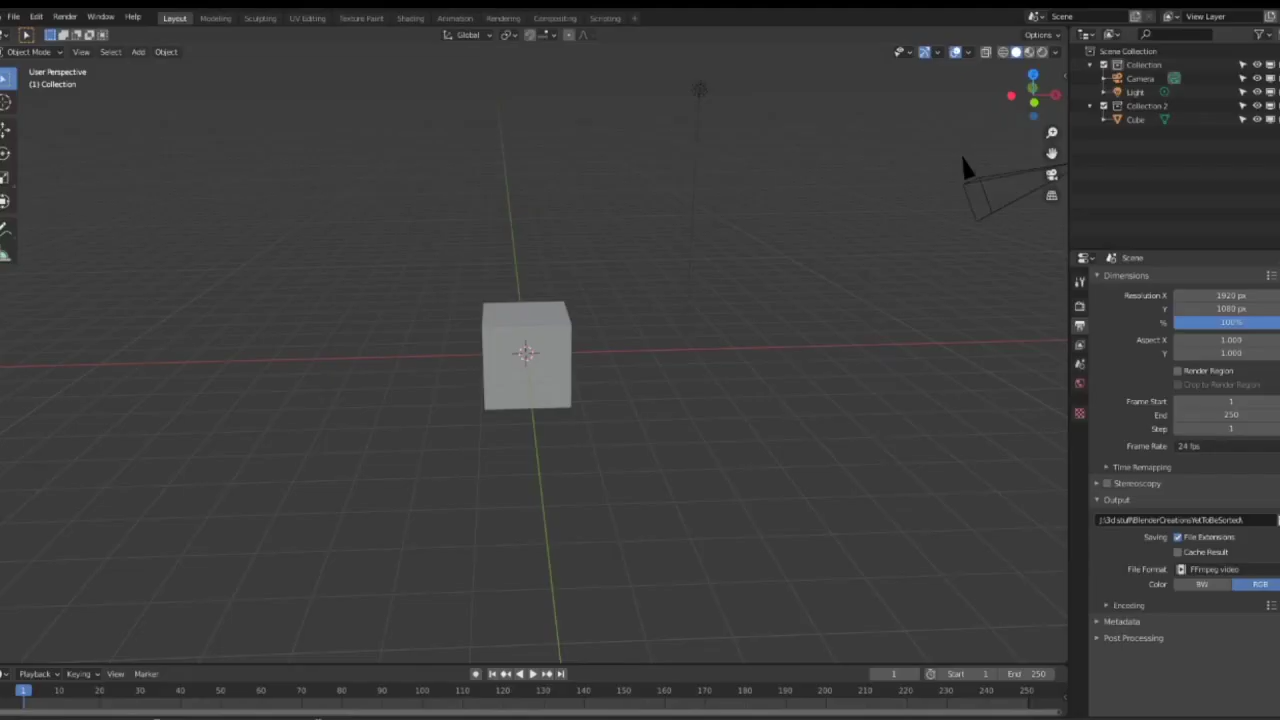 File Edit Render Window Help Layout Modeling Sculpting UV Editing Texture Paint Shading Animation Rendering Compositing Scripting + Scene View Layer
Global Options
Object Mode View Select Add Object
User Perspective
(1) Collection
Scene Collection
Collection
Camera
Light
Collection 2
Cube
Scene
Dimensions
Resolution X 1920 px
Y 1080 px
% 100%
Aspect X 1.000
Y 1.000
Render Region
Crop to Render Region
Frame Start 1
End 250
Step 1
Frame Rate 24 fps
Time Remapping
Stereoscopy
Output
J:\3d stuff\BlenderCreationsYetToBeSorted\
Saving File Extensions
Cache Result
File Format FFmpeg video
Color BW RGB
Encoding
Metadata
Post Processing
Playback Keying View Marker 1 Start 1 End 250
1 10 20 30 40 50 60 70 80 90 100 110 120 130 140 150 160 170 180 190 200 210 220 230 240 250